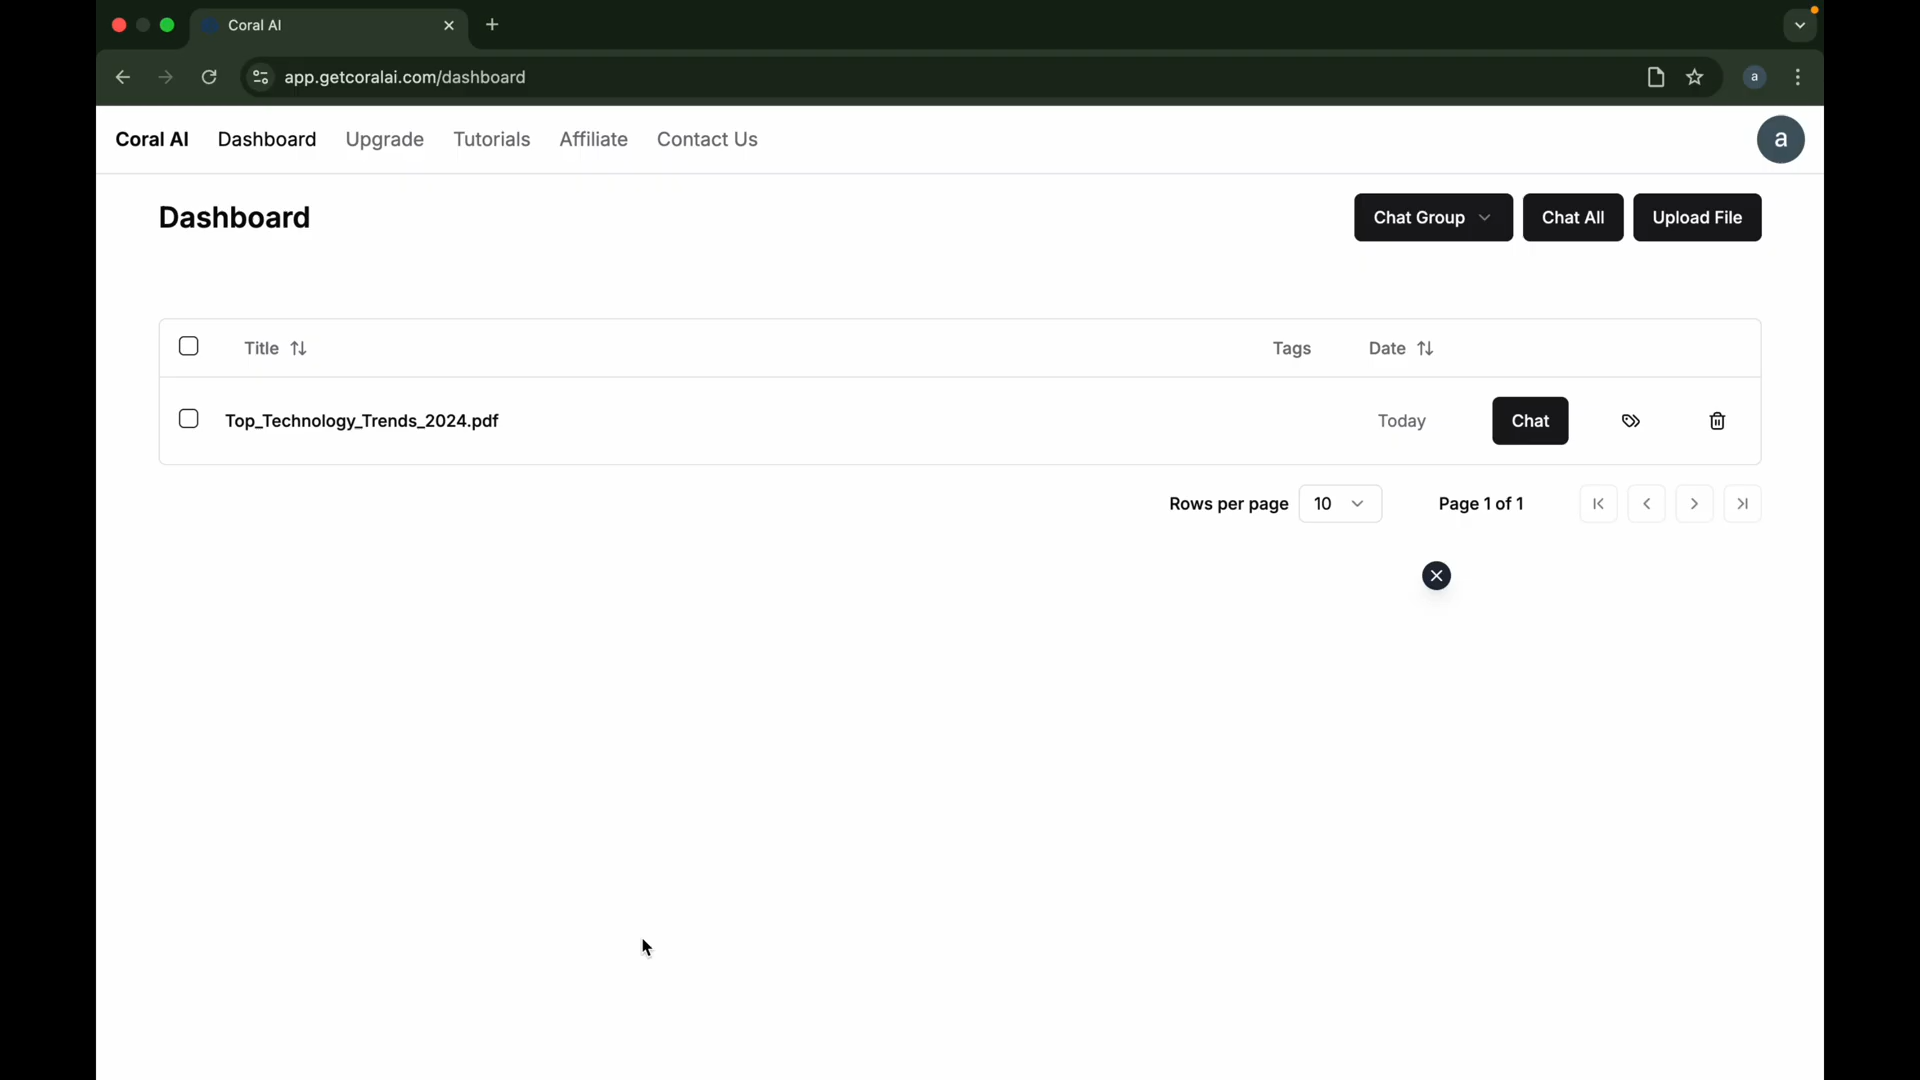 Coral AI
app.getcoralai.com/dashboard
a
Coral AI Dashboard Upgrade Tutorials Affiliate Contact Us
a
Dashboard
Chat Group
Chat All
Upload File
Title Tags Date
Top_Technology_Trends_2024.pdf Today Chat
Rows per page 10 Page 1 of 1